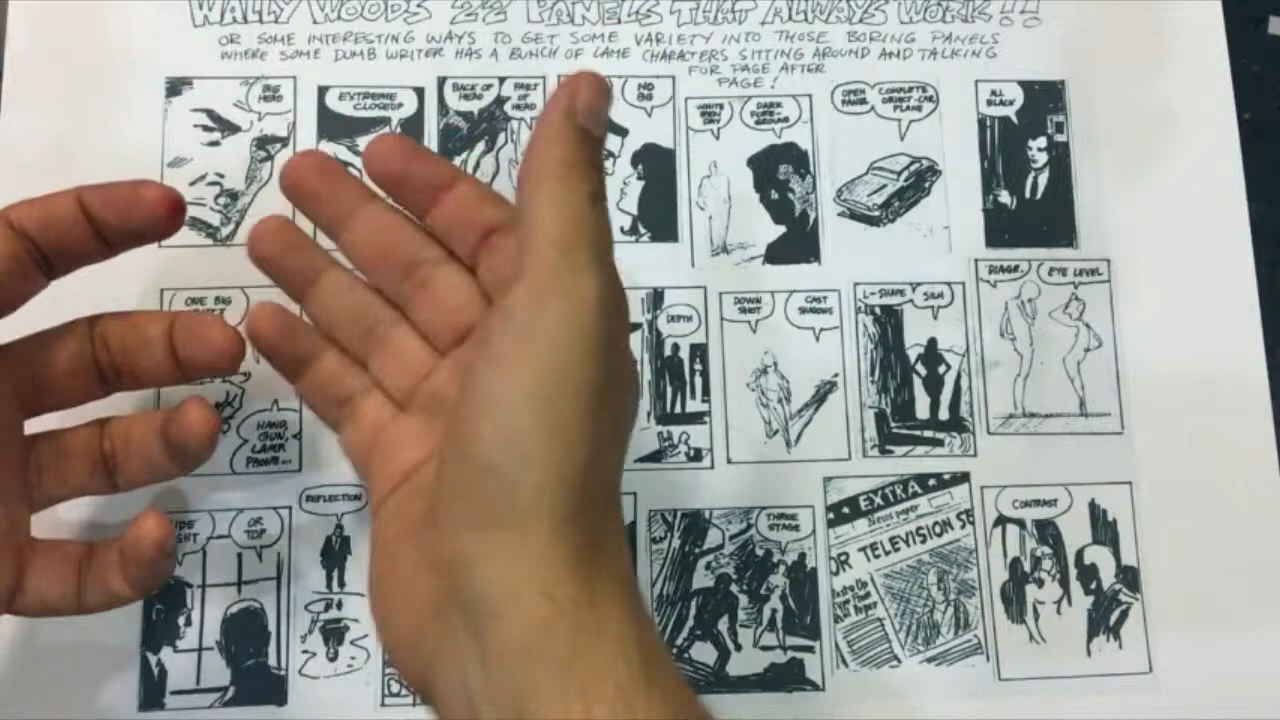 WALLY WOOD'S 22 PANELS THAT ALWAYS WORK!!
OR SOME INTERESTING WAYS TO GET SOME VARIETY INTO THOSE BORING PANELS
WHERE SOME DUMB WRITER HAS A BUNCH OF LAME CHARACTERS SITTING AROUND AND TALKING
FOR PAGE AFTER
PAGE!
BIG
HEAD
EXTREME
CLOSEUP
BACK OF
HEAD
PART
OF
HEAD
NO
BG
WHITE
BEN
DAY
DARK
FORE-
GROUND
OPEN
PANEL
COMPLETE
OBJECT-CAR
PLANE
ALL
BLACK
ONE BIG
HAND,
GUN,
LAMP,
PHONE...
DEPTH
DOWN
SHOT
CAST
SHADOWS
L-SHAPE
SILH
DIAGR.
EYE LEVEL
OR
TOP
REFLECTION
THREE
STAGE
EXTRA
Newspaper
OR TELEVISION
CONTRAST